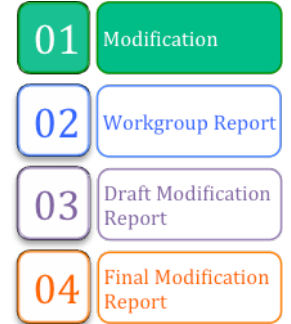 01 Modification
02 Workgroup Report
03 Draft Modification
Report
04 Final Modification
Report